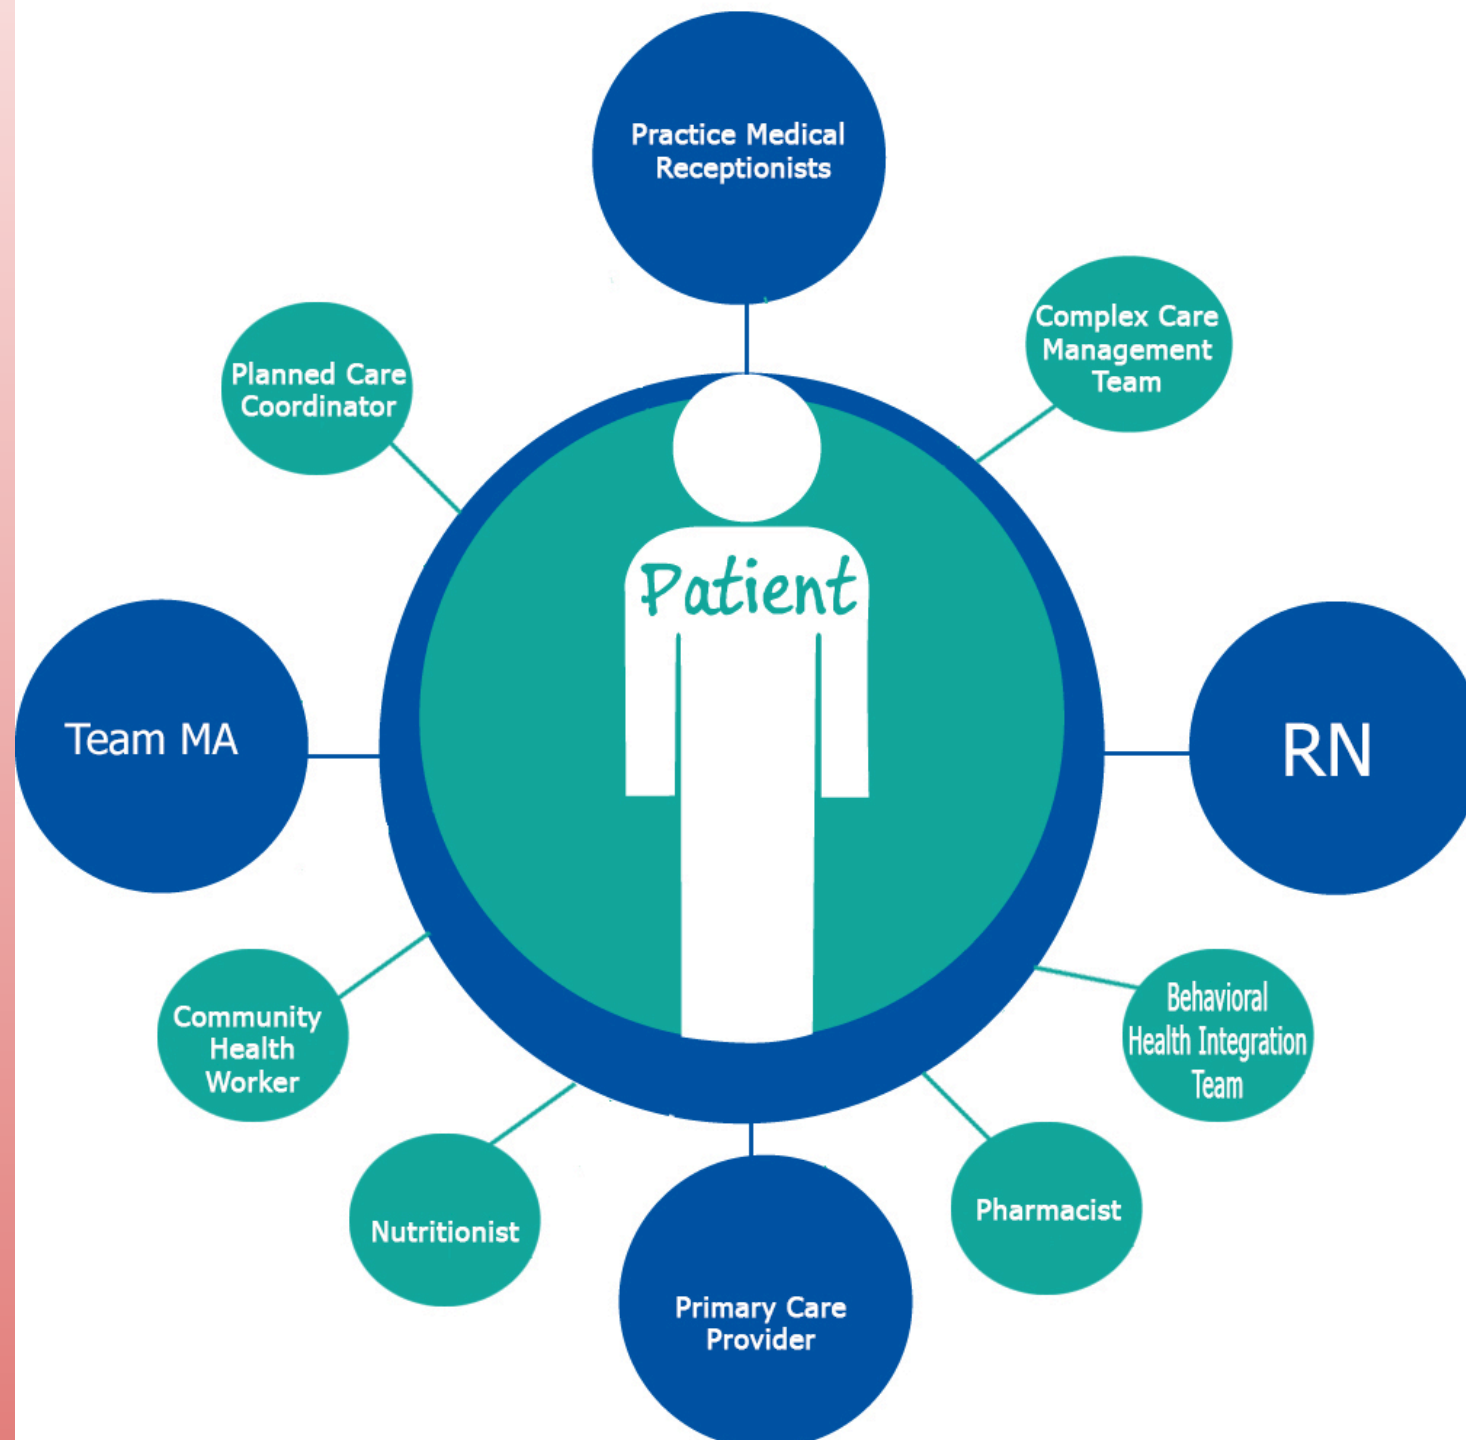 Practice Medical
Receptionists
Complex Care
Management
Team
Planned Care
Coordinator
Patient
Team MA
RN
Community
Health
Worker
Behavioral
Health Integration
Team
Nutritionist
Pharmacist
Primary Care
Provider